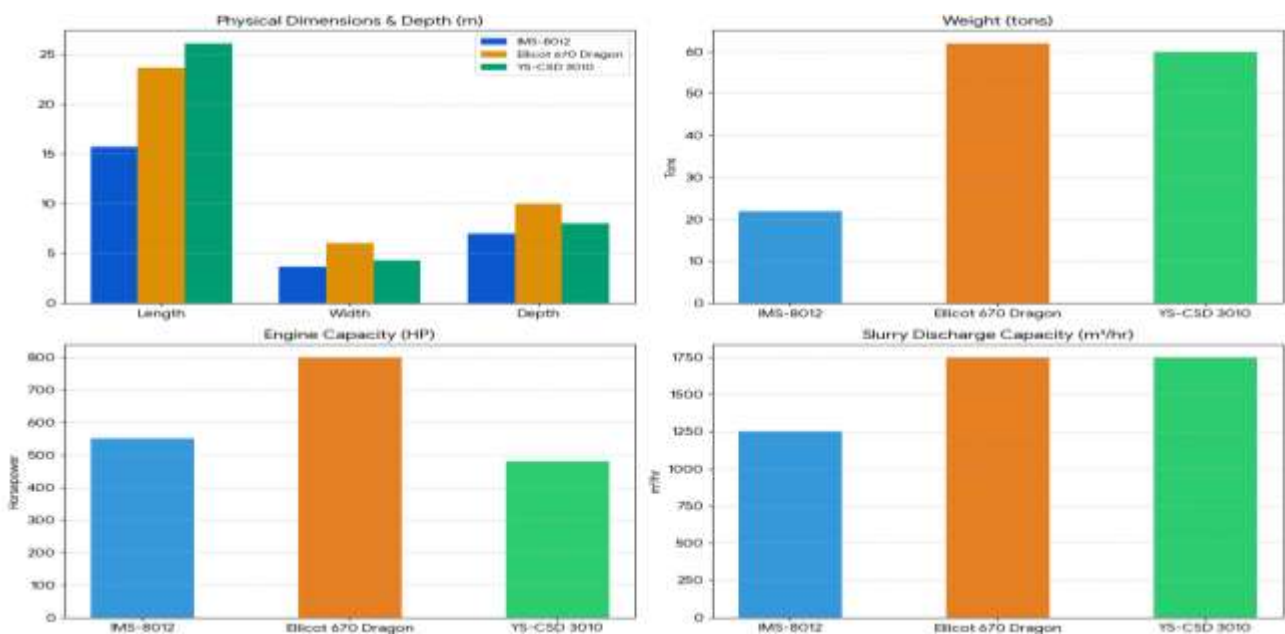 Physical Dimensions & Depth (m)
IMS-8012
Ellicot 670 Dragon
YS-CSD 3010
25
20
15
10
5
0
Length Width Depth
Weight (tons)
Tons
60
50
40
30
20
10
0
IMS-8012 Ellicot 670 Dragon YS-CSD 3010
Engine Capacity (HP)
Horsepower
800
700
600
500
400
300
200
100
0
IMS-8012 Ellicot 670 Dragon YS-CSD 3010
Slurry Discharge Capacity (m³/hr)
m³/hr
1750
1500
1250
1000
750
500
250
0
IMS-8012 Ellicot 670 Dragon YS-CSD 3010